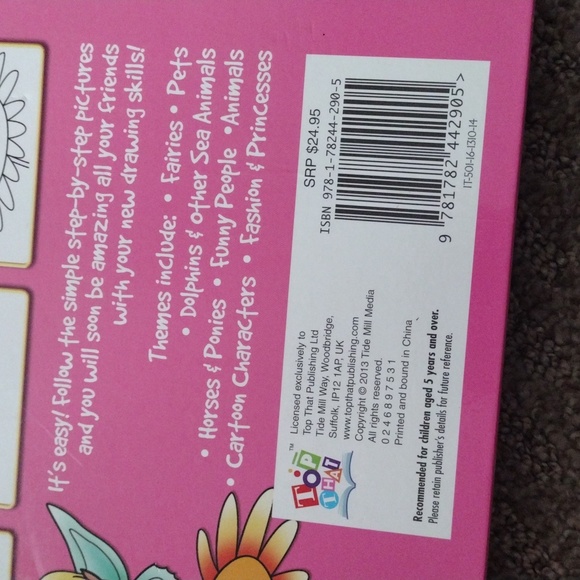 It's easy! Follow the simple step-by-step pictures
and you will soon be amazing all your friends
with your new drawing skills!
Themes include: • Fairies • Pets
• Dolphins & other Sea Animals
• Horses & Ponies • Funny People • Animals
• Cartoon Characters • Fashion & Princesses
SRP $24.95
ISBN 978-1-78244-290-5
9 781782 442905 >
IT-501-16-1310-14
TOP THAT™
Licensed exclusively to
Top That Publishing Ltd
Tide Mill Way, Woodbridge,
Suffolk, IP12 1AP, UK
www.topthatpublishing.com
Copyright © 2013 Tide Mill Media
All rights reserved.
0 2 4 6 8 9 7 5 3 1
Printed and bound in China
Recommended for children aged 5 years and over.
Please retain publisher's details for future reference.